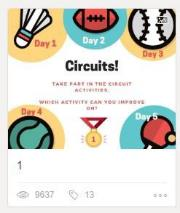 Day 1
Day 2
Day 3
Circuits!
TAKE PART IN THE CIRCUIT
ACTIVITIES.
WHICH ACTIVITY CAN YOU IMPROVE
ON?
Day 4
Day 5
1
1
9637
13